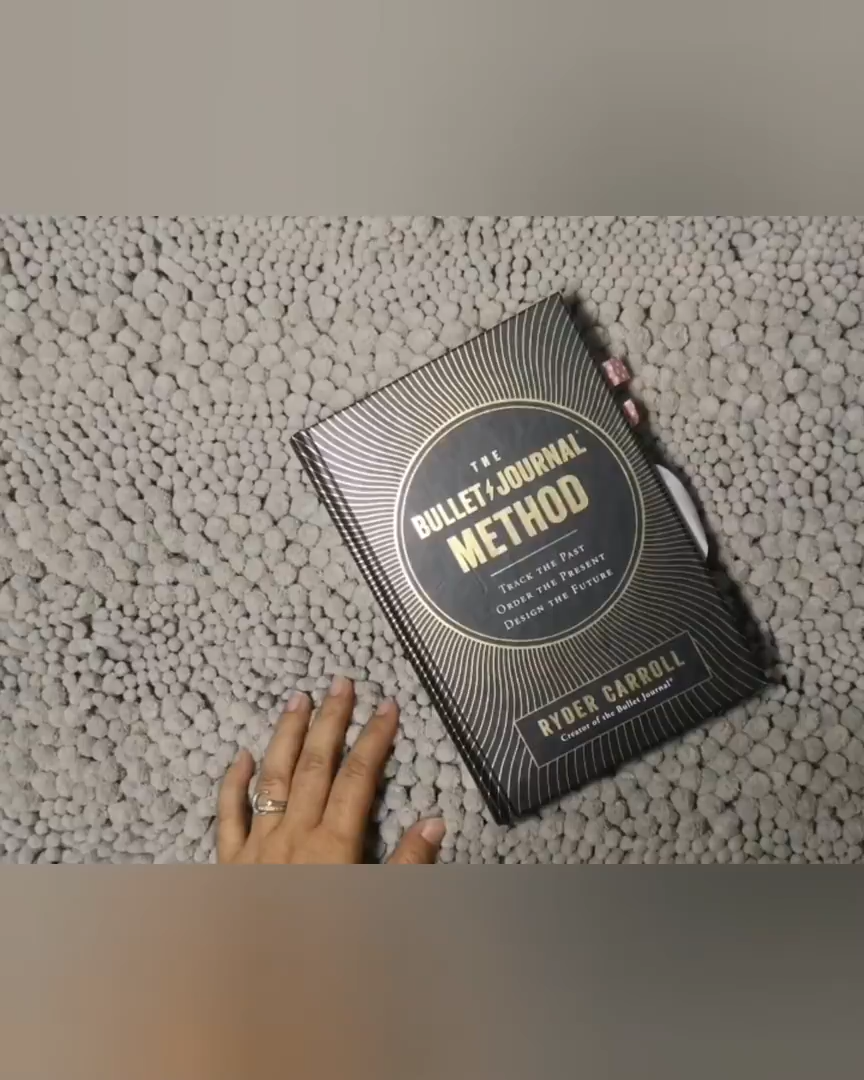 THE
BULLET JOURNAL®
METHOD
TRACK THE PAST
ORDER THE PRESENT
DESIGN THE FUTURE
RYDER CARROLL
Creator of the Bullet Journal®